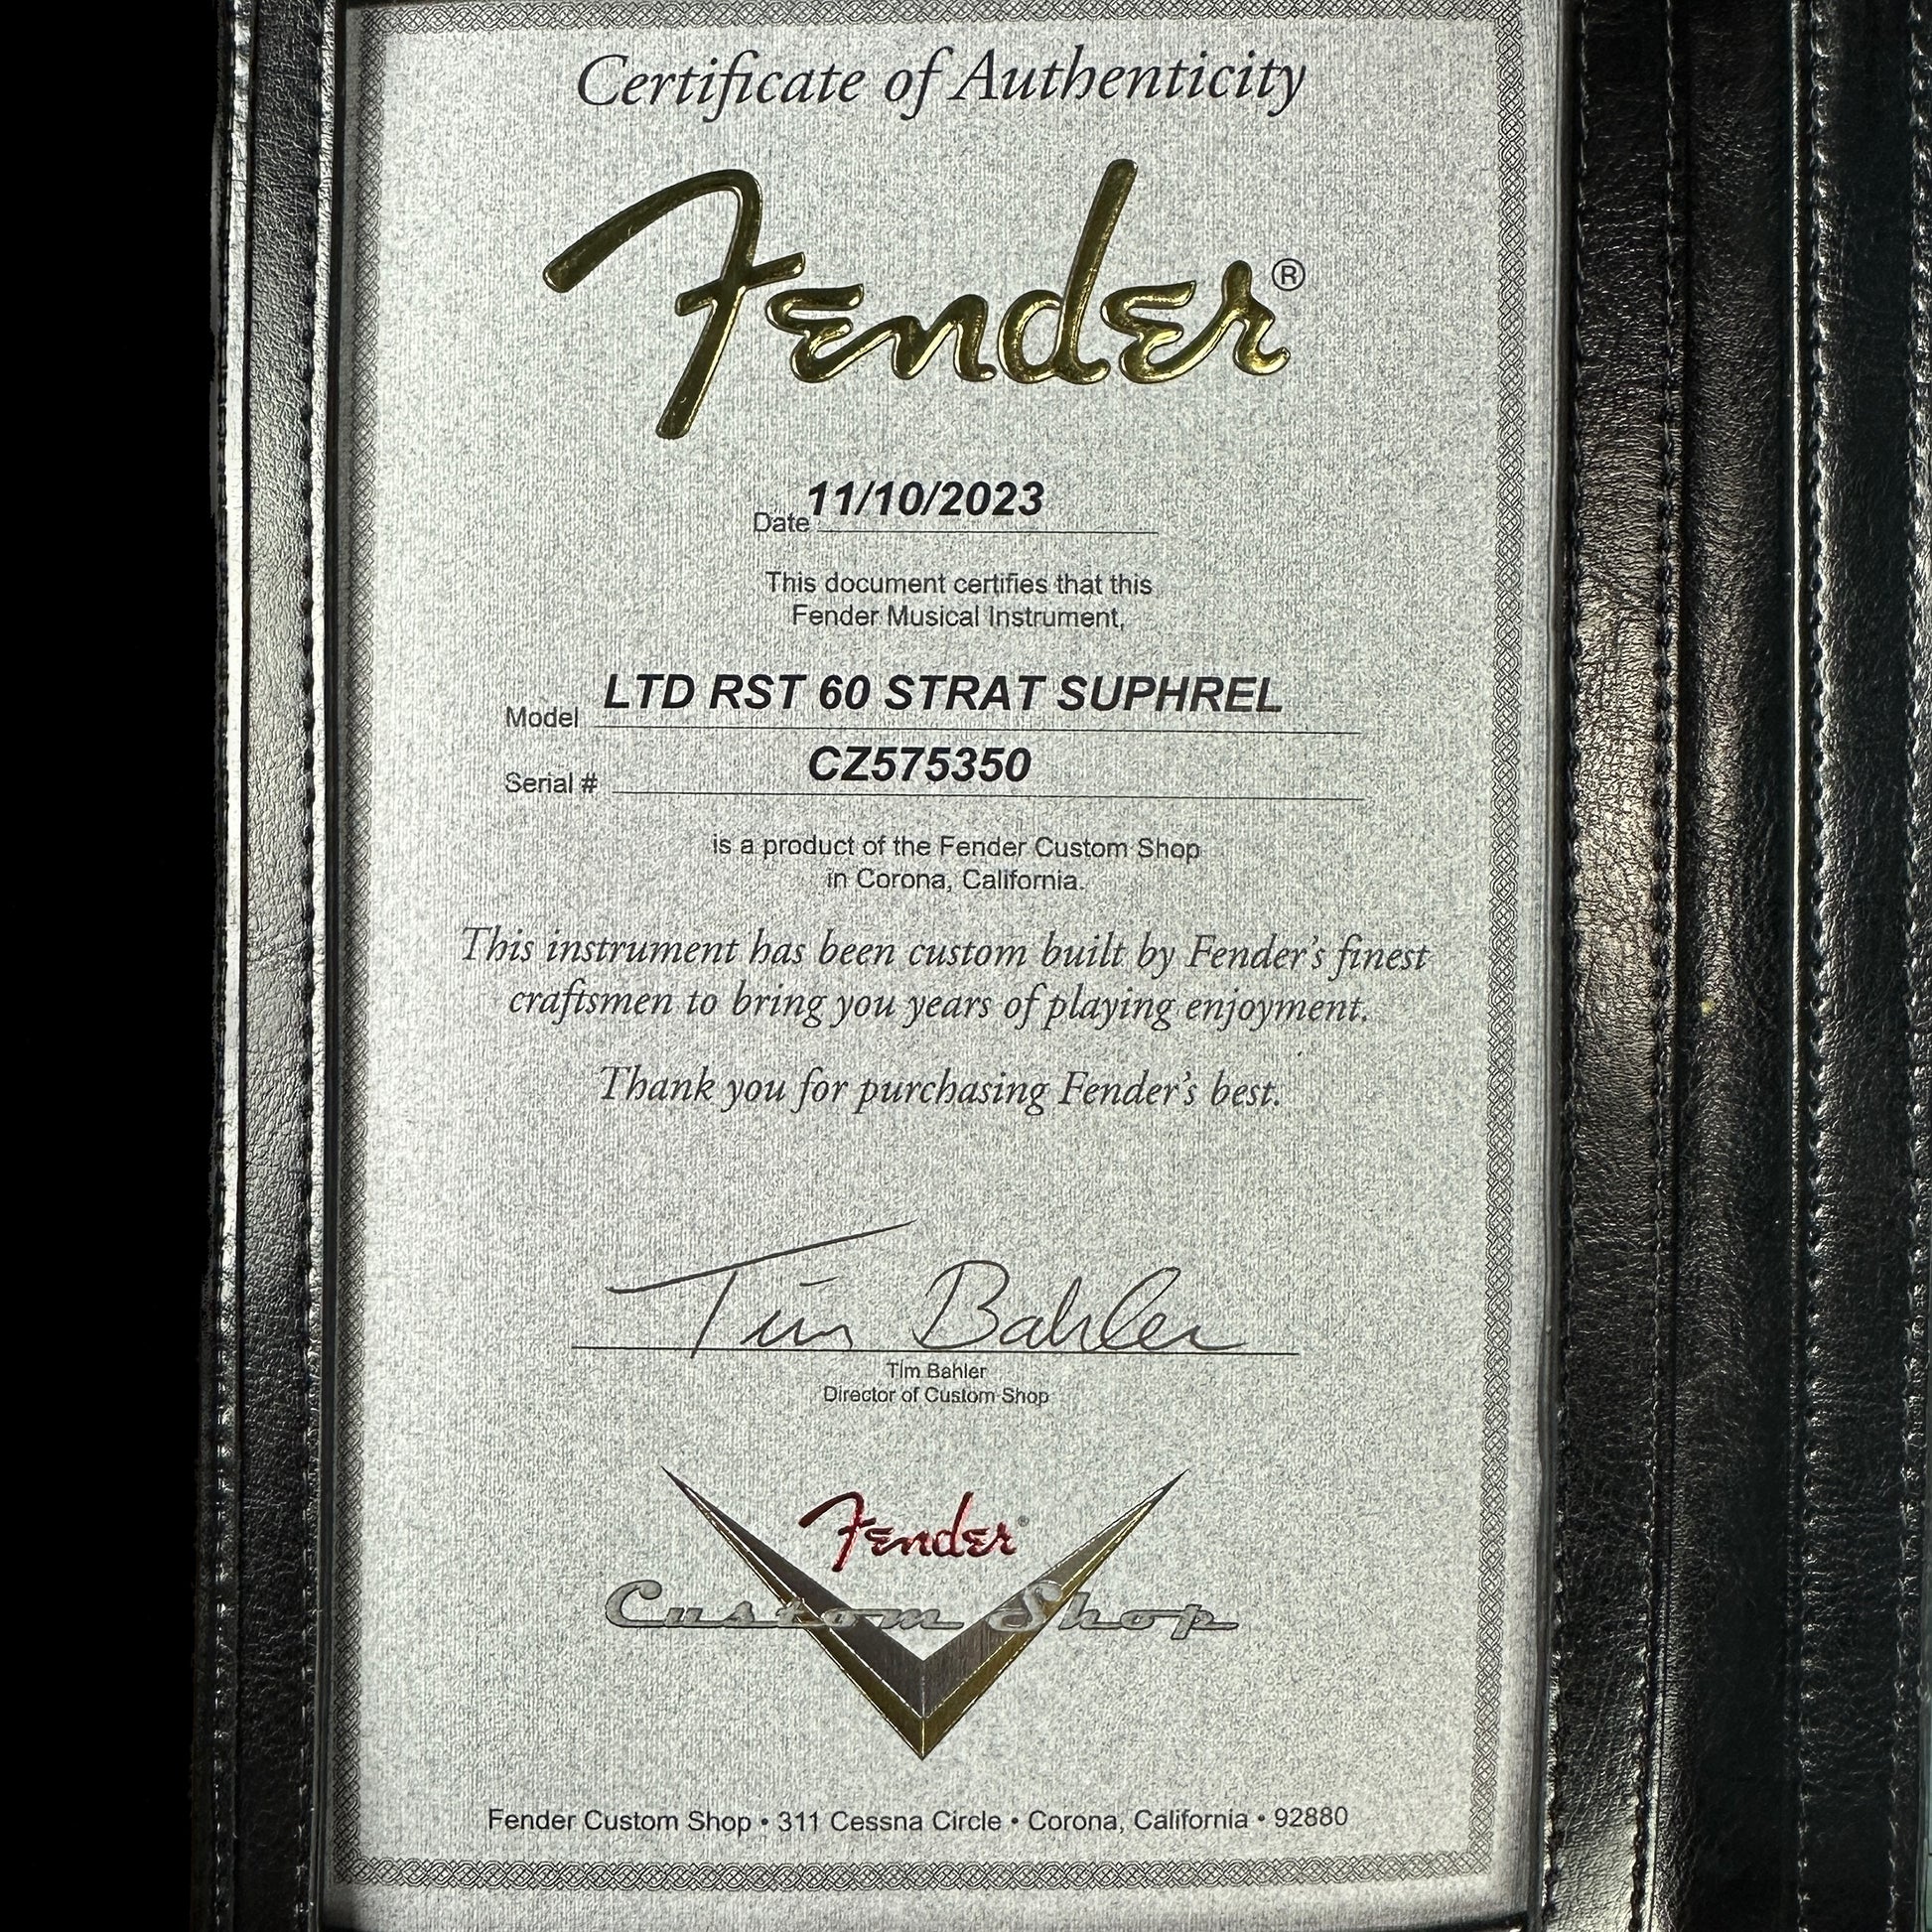 Certificate of Authenticity
Fender®
Date 11/10/2023
This document certifies that this
Fender Musical Instrument,
Model LTD RST 60 STRAT SUPHREL
Serial # CZ575350
is a product of the Fender Custom Shop
in Corona, California.
This instrument has been custom built by Fender's finest
craftsmen to bring you years of playing enjoyment.
Thank you for purchasing Fender's best.
Tim Bahler
Tim Bahler
Director of Custom Shop
Fender®
Custom Shop
Fender Custom Shop • 311 Cessna Circle • Corona, California • 92880